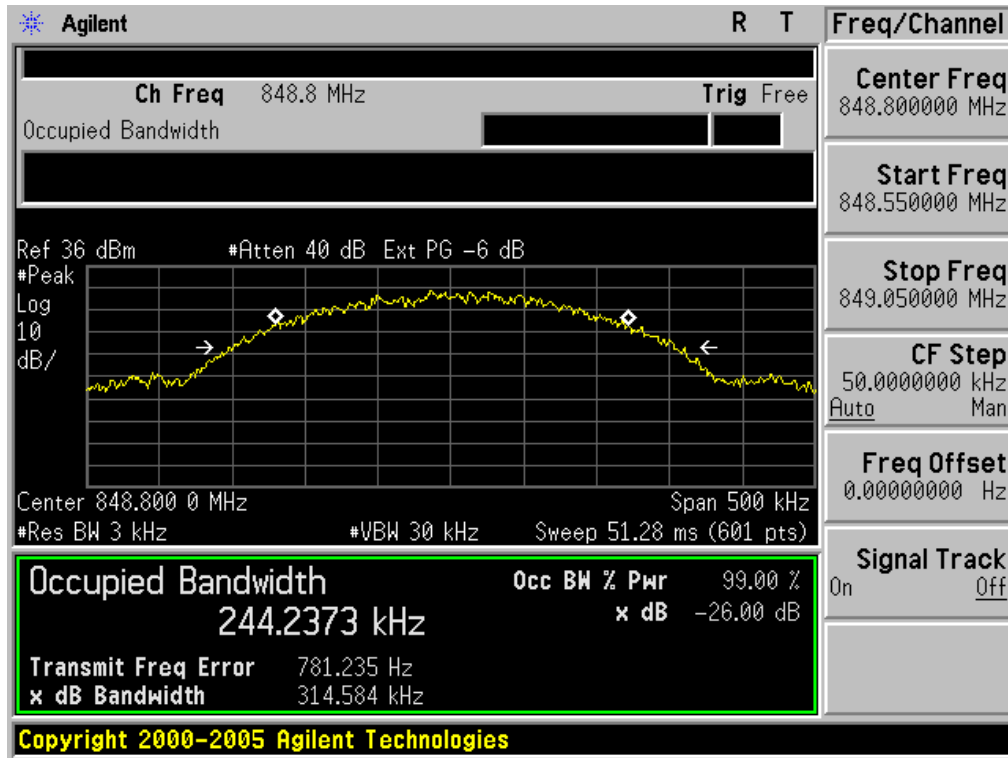 Agilent R T
Freq/Channel
Ch Freq 848.8 MHz Trig Free
Occupied Bandwidth
Ref 36 dBm #Atten 40 dB Ext PG -6 dB
#Peak
Log
10
dB/
Center 848.800 0 MHz Span 500 kHz
#Res BW 3 kHz #VBW 30 kHz Sweep 51.28 ms (601 pts)
Occupied Bandwidth
244.2373 kHz
Occ BW % Pwr 99.00 %
x dB -26.00 dB
Transmit Freq Error 781.235 Hz
x dB Bandwidth 314.584 kHz
Copyright 2000-2005 Agilent Technologies
Center Freq
848.800000 MHz
Start Freq
848.550000 MHz
Stop Freq
849.050000 MHz
CF Step
50.0000000 kHz
Auto Man
Freq Offset
0.00000000 Hz
Signal Track
On Off